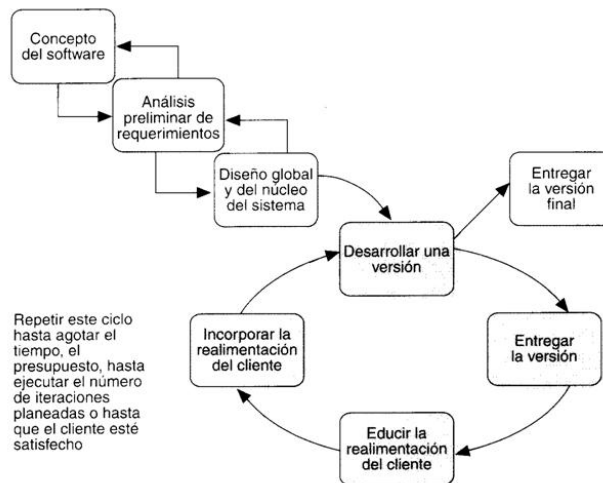 Concepto
del software
Análisis
preliminar de
requerimientos
Diseño global
y del núcleo
del sistema
Entregar
la versión
final
Desarrollar una
versión
Repetir este ciclo
hasta agotar el
tiempo, el
presupuesto, hasta
ejecutar el número
de iteraciones
planeadas o hasta
que el cliente esté
satisfecho
Incorporar la
realimentación
del cliente
Entregar
la versión
Educir la
realimentación
del cliente